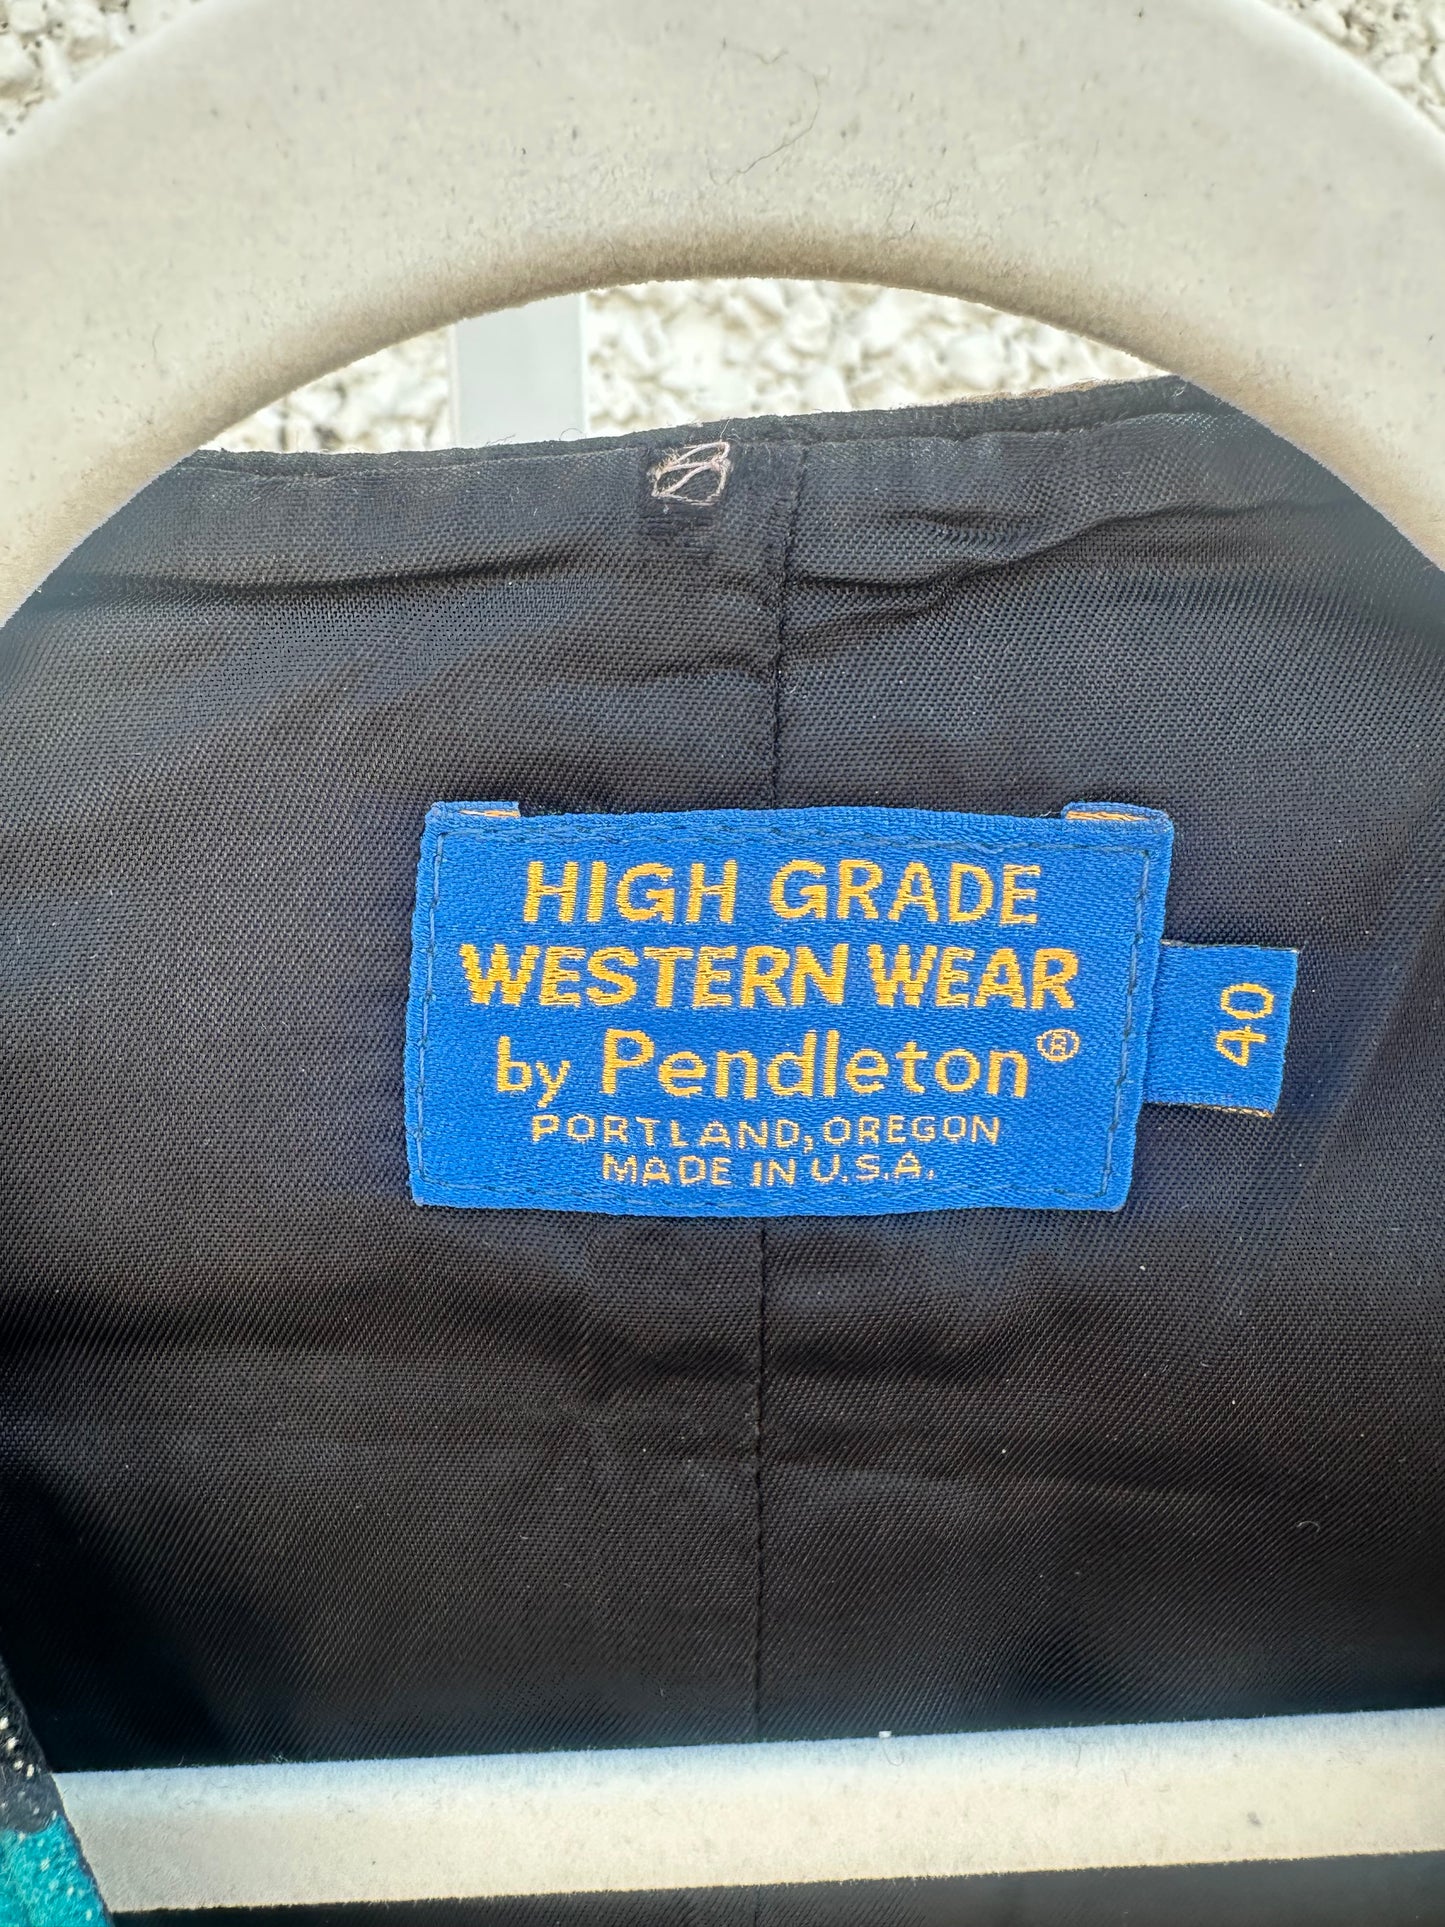 HIGH GRADE
WESTERN WEAR
by Pendleton®
PORTLAND, OREGON
MADE IN U.S.A.
40